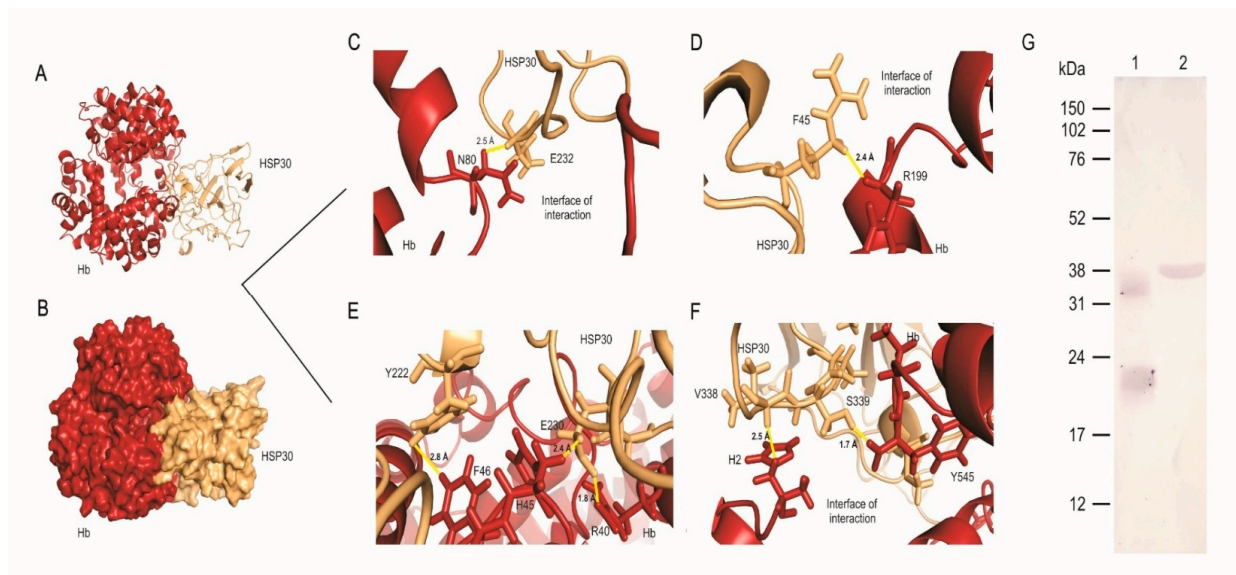 A
HSP30
Hb
B
HSP30
Hb
C
HSP30
2.5 Å
N80
E232
Interface of
interaction
Hb
D
Interface of
interaction
F45
2.4 Å
R199
HSP30
Hb
E
HSP30
Y222
E230
2.4 Å
2.8 Å
F46
H45
1.8 Å
R40
Hb
F
Hb
HSP30
V338
S339
2.5 Å
1.7 Å
H2
Y545
Interface of
interaction
G
1 2
kDa
150
102
76
52
38
31
24
17
12